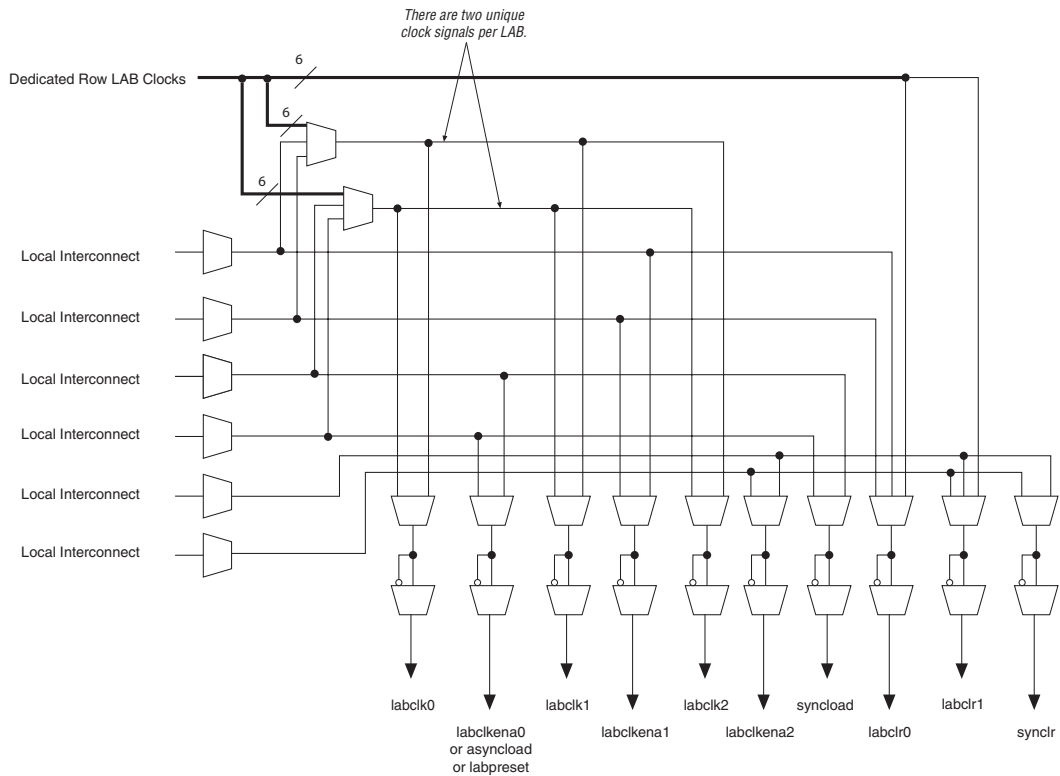 There are two unique
clock signals per LAB.
6
Dedicated Row LAB Clocks
6
6
Local Interconnect
Local Interconnect
Local Interconnect
Local Interconnect
Local Interconnect
Local Interconnect
labclk0
labclk1
labclk2
syncload
labclr1
labclkena0
or asyncload
or labpreset
labclkena1
labclkena2
labclr0
synclr